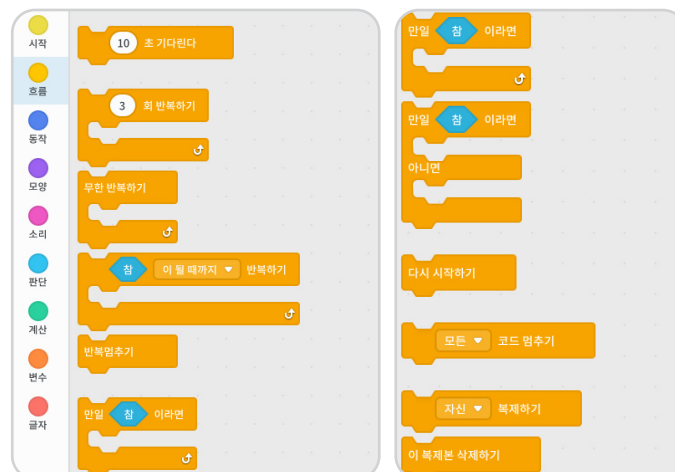 시작
흐름
동작
모양
소리
판단
계산
변수
글자
10 초 기다린다
3 회 반복하기
무한 반복하기
참 이 될 때까지 반복하기
반복멈추기
만일 참 이라면
만일 참 이라면
만일 참 이라면
아니면
다시 시작하기
모든 코드 멈추기
자신 복제하기
이 복제본 삭제하기